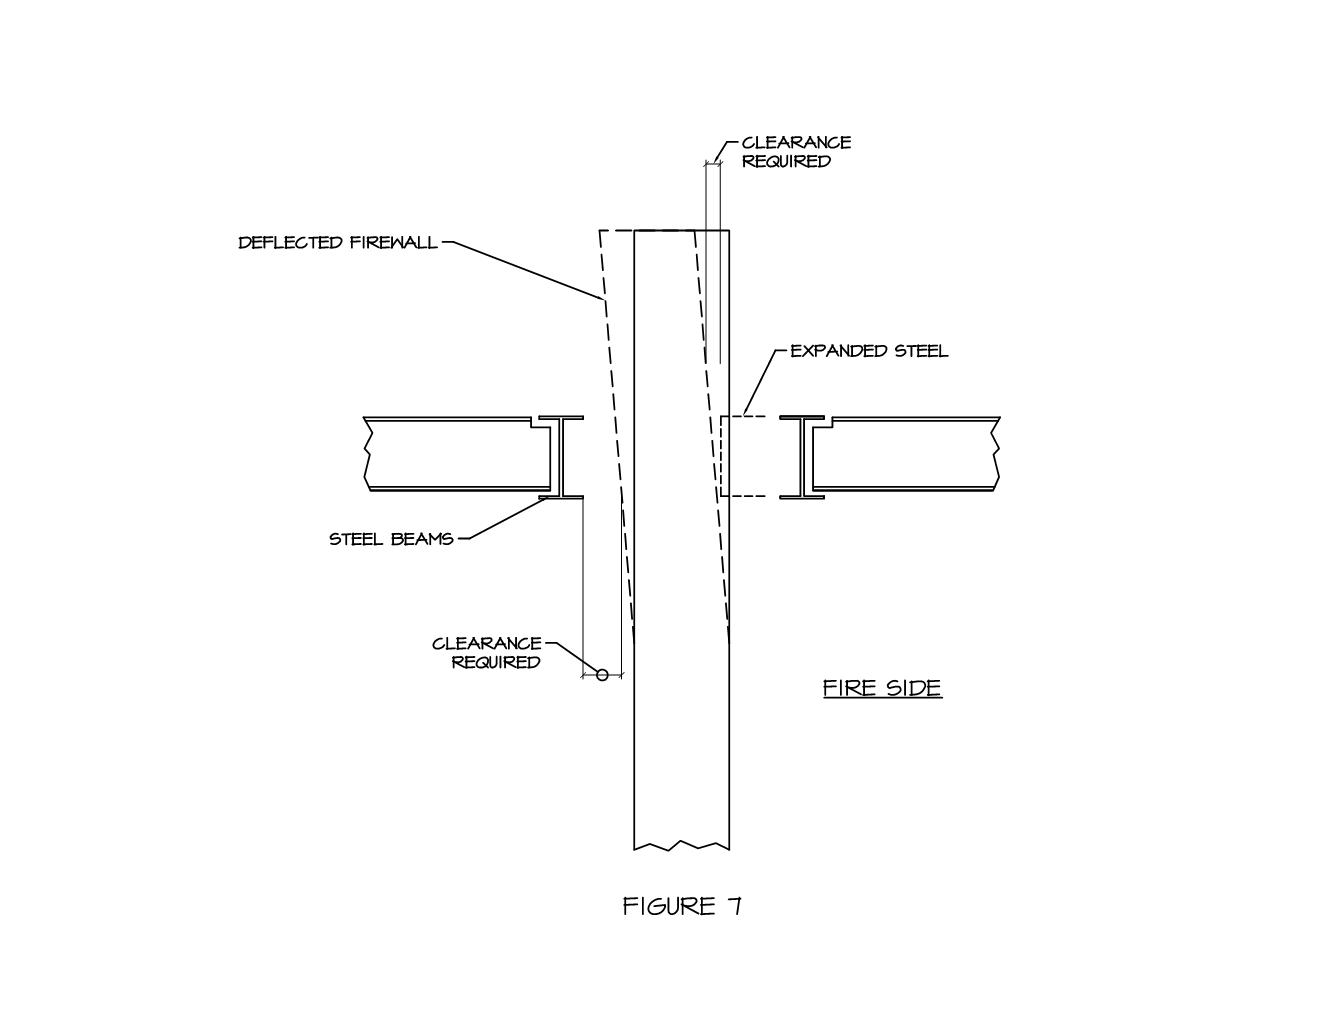 CLEARANCE
REQUIRED
DEFLECTED FIREWALL
EXPANDED STEEL
STEEL BEAMS
CLEARANCE
REQUIRED
FIRE SIDE
FIGURE 7